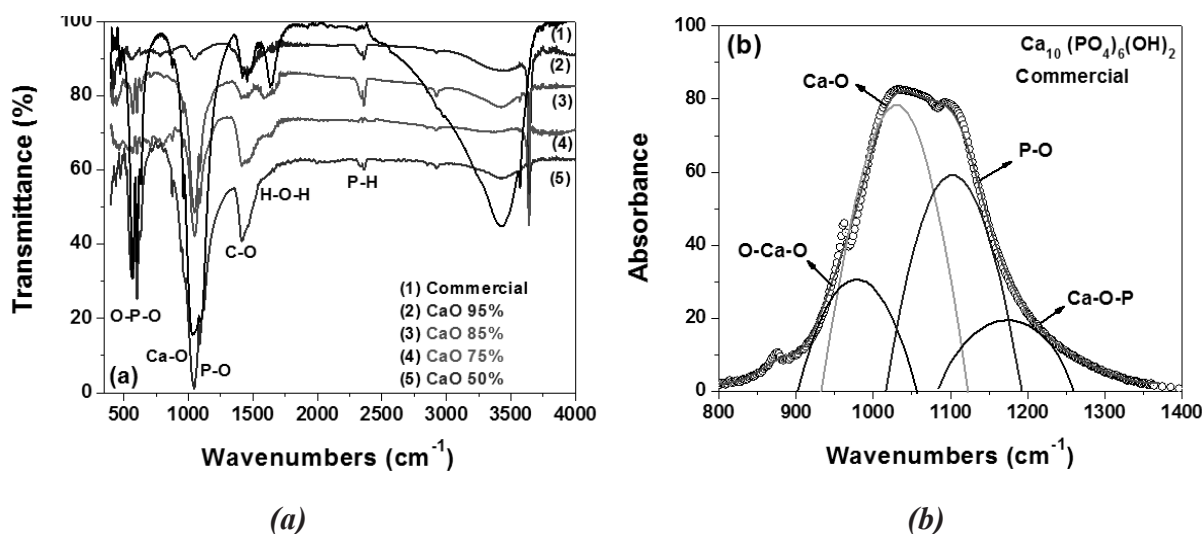 100
80
60
40
20
0
Transmittance (%)
500 1000 1500 2000 2500 3000 3500 4000
Wavenumbers (cm⁻¹)
(1)
(2)
(3)
(4)
(5)
O-P-O
Ca-O
P-O
C-O
H-O-H
P-H
(1) Commercial
(2) CaO 95%
(3) CaO 85%
(4) CaO 75%
(5) CaO 50%
(a)
(a)
100
80
60
40
20
0
Absorbance
800 900 1000 1100 1200 1300 1400
Wavenumbers (cm⁻¹)
(b)
Ca₁₀ (PO₄)₆(OH)₂
Commercial
Ca-O
P-O
O-Ca-O
Ca-O-P
(b)